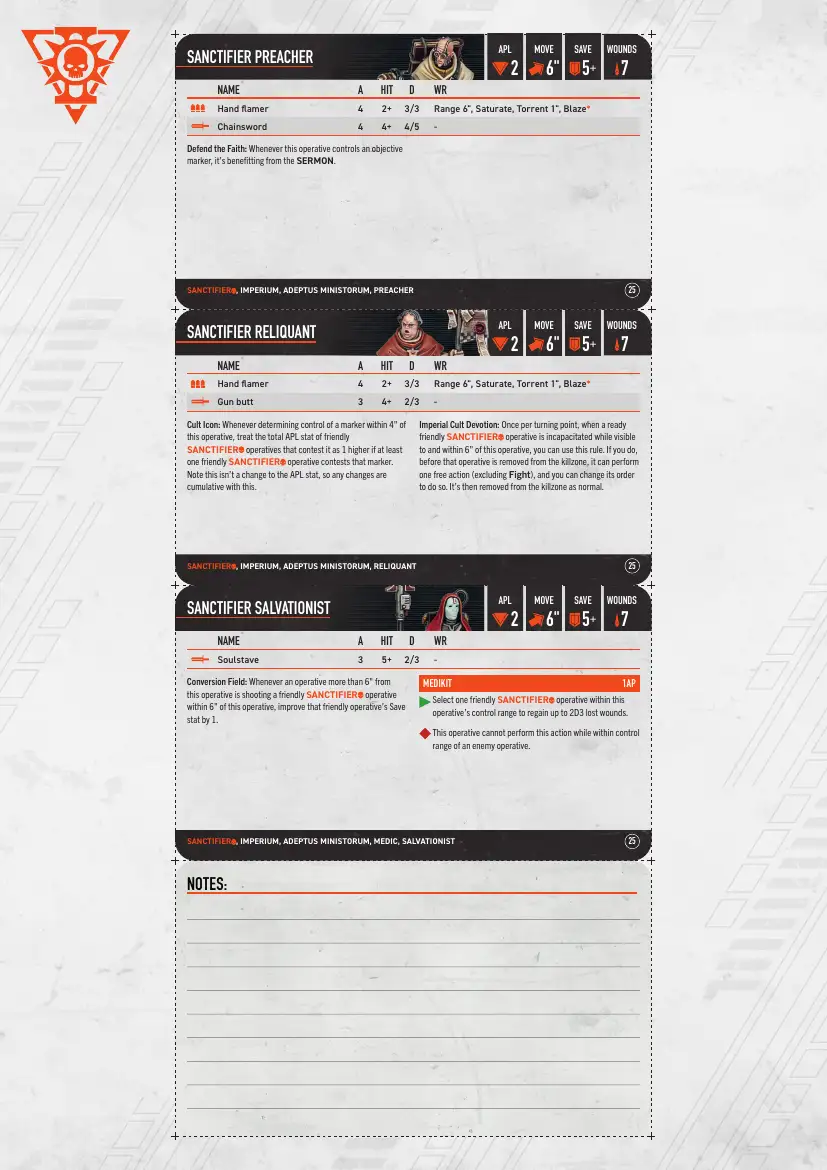 SANCTIFIER PREACHER
APL MOVE SAVE WOUNDS
2 6" 5+ 7
NAME A HIT D WR
Hand flamer 4 2+ 3/3 Range 6", Saturate, Torrent 1", Blaze*
Chainsword 4 4+ 4/5 -
Defend the Faith: Whenever this operative controls an objective
marker, it's benefitting from the SERMON.
SANCTIFIER, IMPERIUM, ADEPTUS MINISTORUM, PREACHER
25
SANCTIFIER RELIQUANT
APL MOVE SAVE WOUNDS
2 6" 5+ 7
NAME A HIT D WR
Hand flamer 4 2+ 3/3 Range 6", Saturate, Torrent 1", Blaze*
Gun butt 3 4+ 2/3 -
Cult Icon: Whenever determining control of a marker within 4" of
this operative, treat the total APL stat of friendly
SANCTIFIER operatives that contest it as 1 higher if at least
one friendly SANCTIFIER operative contests that marker.
Note this isn't a change to the APL stat, so any changes are
cumulative with this.
Imperial Cult Devotion: Once per turning point, when a ready
friendly SANCTIFIER operative is incapacitated while visible
to and within 6" of this operative, you can use this rule. If you do,
before that operative is removed from the killzone, it can perform
one free action (excluding Fight), and you can change its order
to do so. It's then removed from the killzone as normal.
SANCTIFIER, IMPERIUM, ADEPTUS MINISTORUM, RELIQUANT
25
SANCTIFIER SALVATIONIST
APL MOVE SAVE WOUNDS
2 6" 5+ 7
NAME A HIT D WR
Soulstave 3 5+ 2/3 -
Conversion Field: Whenever an operative more than 6" from
this operative is shooting a friendly SANCTIFIER operative
within 6" of this operative, improve that friendly operative's Save
stat by 1.
MEDIKIT 1AP
Select one friendly SANCTIFIER operative within this
operative's control range to regain up to 2D3 lost wounds.
This operative cannot perform this action while within control
range of an enemy operative.
SANCTIFIER, IMPERIUM, ADEPTUS MINISTORUM, MEDIC, SALVATIONIST
25
NOTES: